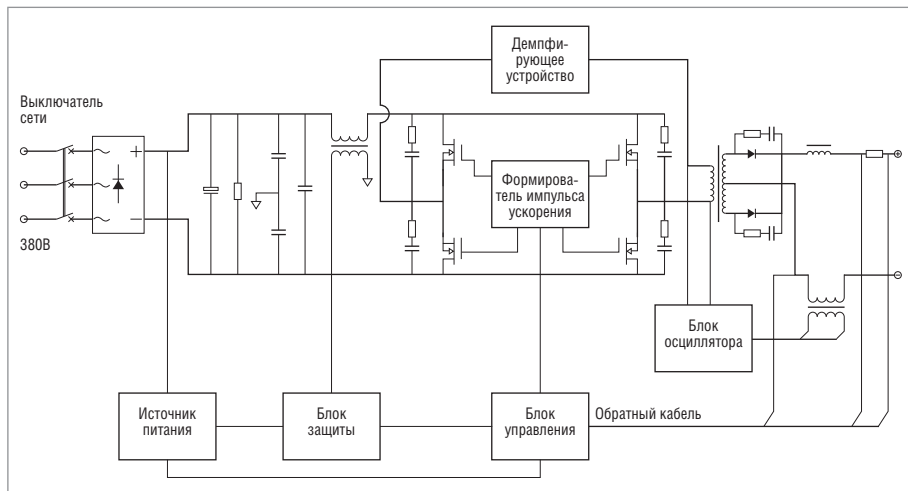 Демпфи-
рующее
устройство
Выключатель
сети
Формирова-
тель импульса
ускорения
380В
Блок
осциллятора
Источник
питания
Блок
защиты
Блок
управления
Обратный кабель